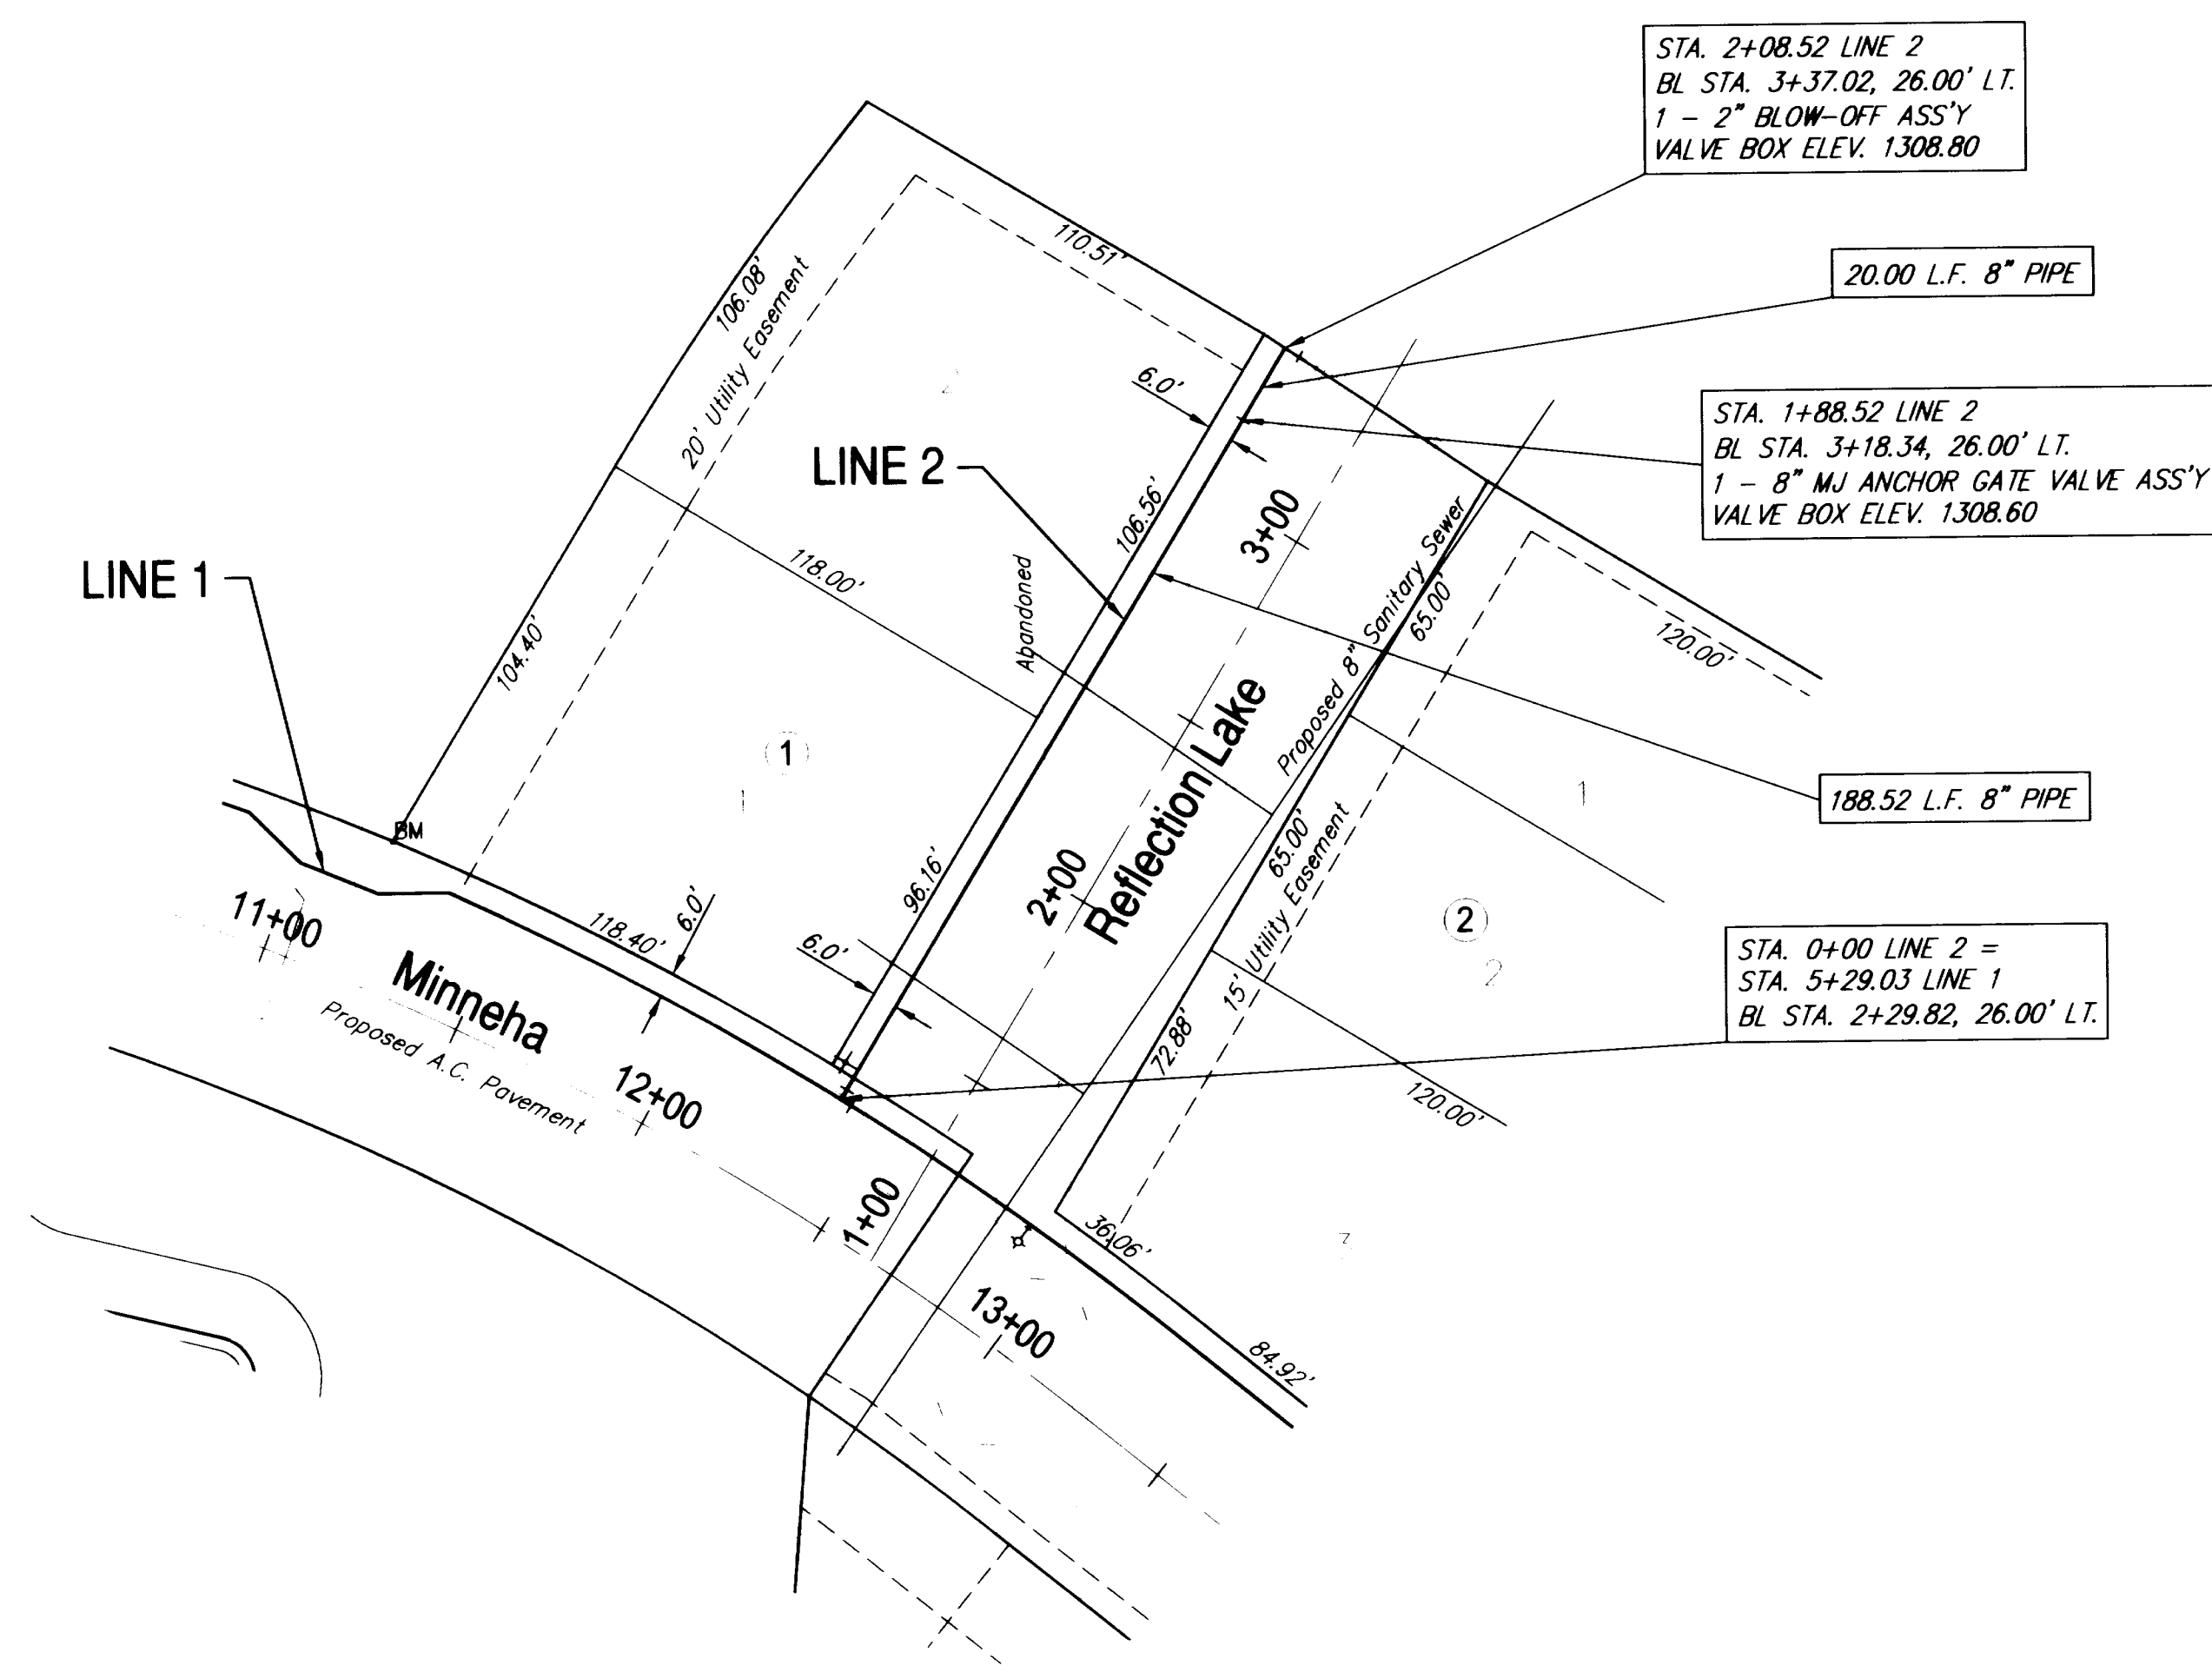 STA. 2+08.52 LINE 2
BL STA. 3+37.02, 26.00' LT.
1 - 2" BLOW-OFF ASS'Y
VALVE BOX ELEV. 1308.80
110.51'
106.08'
20' Utility Easement
20.00 L.F. 8" PIPE
6.0'
2
STA. 1+88.52 LINE 2
BL STA. 3+18.34, 26.00' LT.
1 - 8" MJ ANCHOR GATE VALVE ASS'Y
VALVE BOX ELEV. 1308.60
LINE 2
106.56'
3+00
Proposed 8" Sanitary Sewer
65.00'
LINE 1
118.00'
Abandoned
104.40'
120.00'
1
1
Reflection Lake
188.52 L.F. 8" PIPE
1
BM
96.16'
2+00
65.00'
15' Utility Easement
2
2
11+00
118.40'
6.0'
6.0'
STA. 0+00 LINE 2 =
STA. 5+29.03 LINE 1
BL STA. 2+29.82, 26.00' LT.
Minneha
Proposed A.C. Pavement
72.88'
12+00
120.00'
1+00
36.06'
3
13+00
84.92'